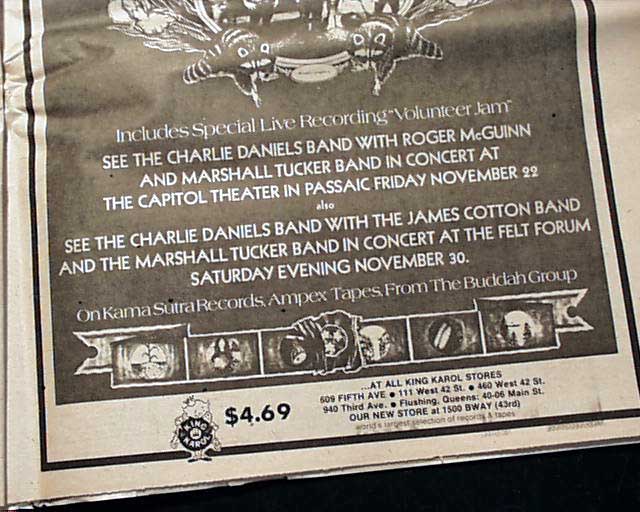 Includes Special Live Recording "Volunteer Jam"
SEE THE CHARLIE DANIELS BAND WITH ROGER McGUINN
AND MARSHALL TUCKER BAND IN CONCERT AT
THE CAPITOL THEATER IN PASSAIC FRIDAY NOVEMBER 22
also
SEE THE CHARLIE DANIELS BAND WITH THE JAMES COTTON BAND
AND THE MARSHALL TUCKER BAND IN CONCERT AT THE FELT FORUM
SATURDAY EVENING NOVEMBER 30.
On Kama Sutra Records, Ampex Tapes, From The Buddah Group
KING KAROL
$4.69
...AT ALL KING KAROL STORES
609 FIFTH AVE ● 111 West 42 St. ● 460 West 42 St.
940 Third Ave. ● Flushing, Queens: 40-06 Main St.
OUR NEW STORE at 1500 BWAY (43rd)
world's largest selection of records & tapes